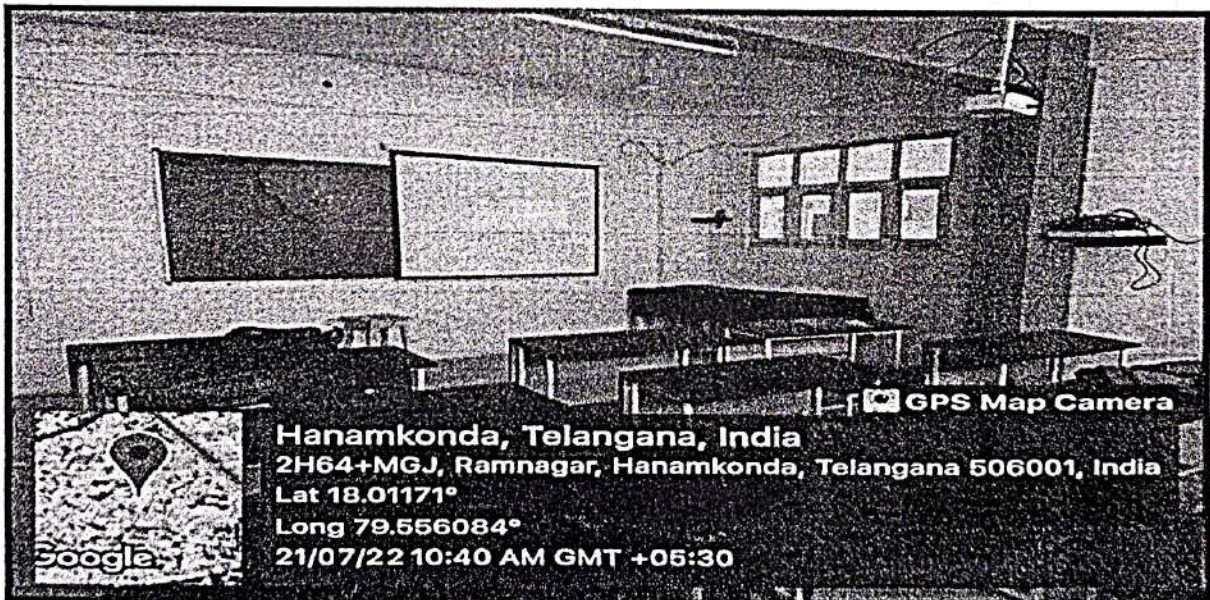 GPS Map Camera
Hanamkonda, Telangana, India
2H64+MGJ, Ramnagar, Hanamkonda, Telangana 506001, India
Lat 18.01171°
Long 79.556084°
21/07/22 10:40 AM GMT +05:30
Google